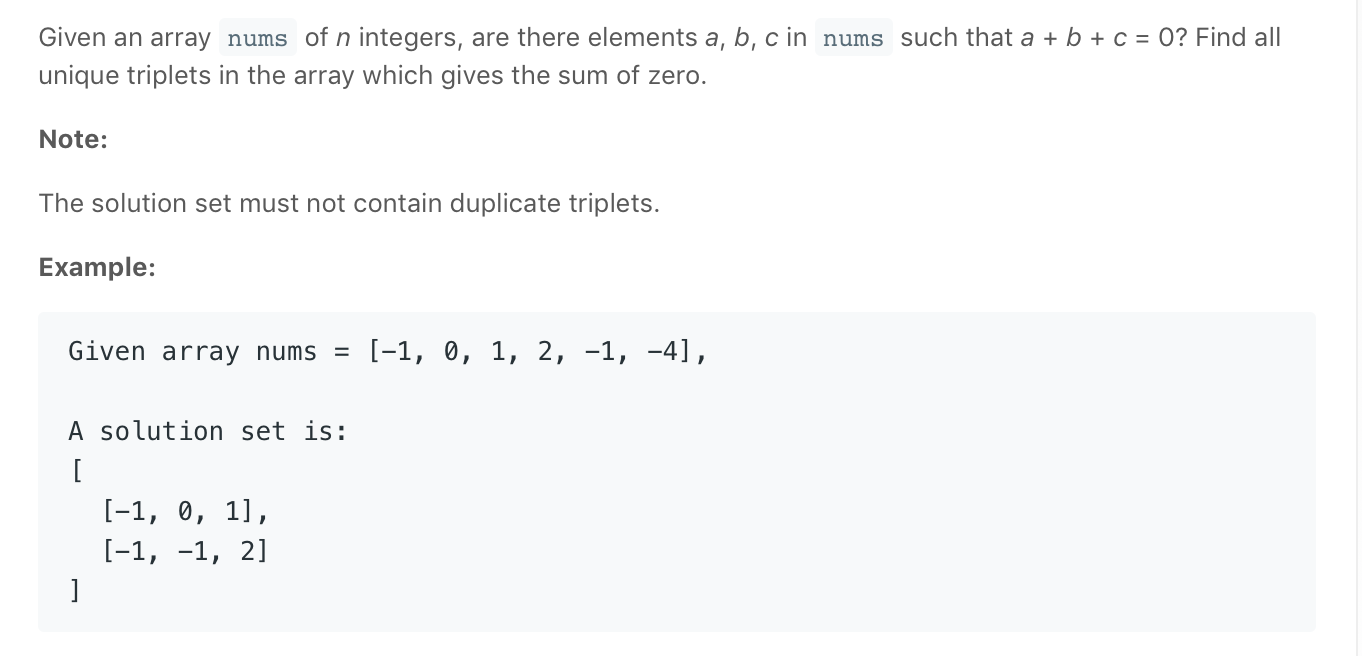 Given an array nums of n integers, are there elements a, b, c in nums such that a + b + c = 0? Find all
unique triplets in the array which gives the sum of zero.
Note:
The solution set must not contain duplicate triplets.
Example:
Given array nums = [-1, 0, 1, 2, -1, -4],
A solution set is:
[
[-1, 0, 1],
[-1, -1, 2]
]